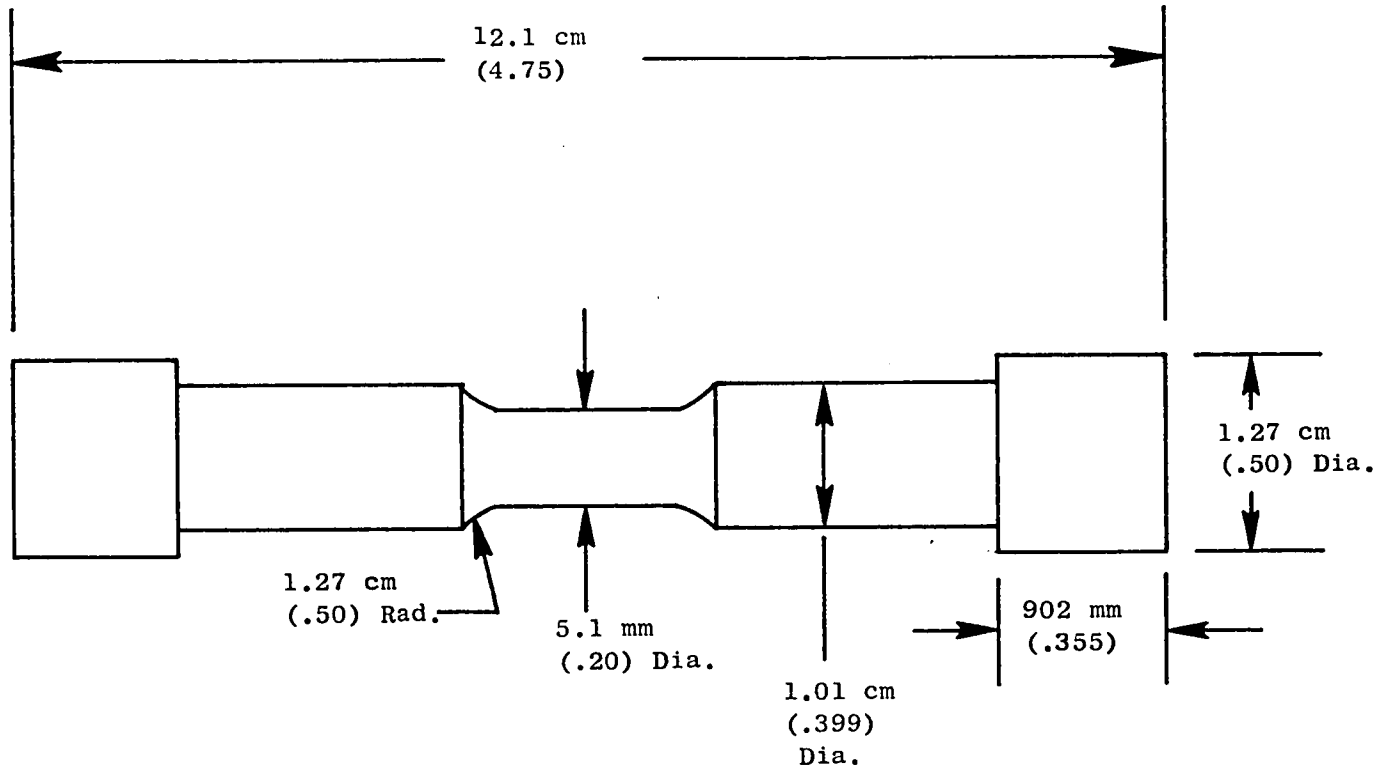 12.1 cm
(4.75)
1.27 cm
(.50) Dia.
1.27 cm
(.50) Rad.
5.1 mm
(.20) Dia.
902 mm
(.355)
1.01 cm
(.399)
Dia.